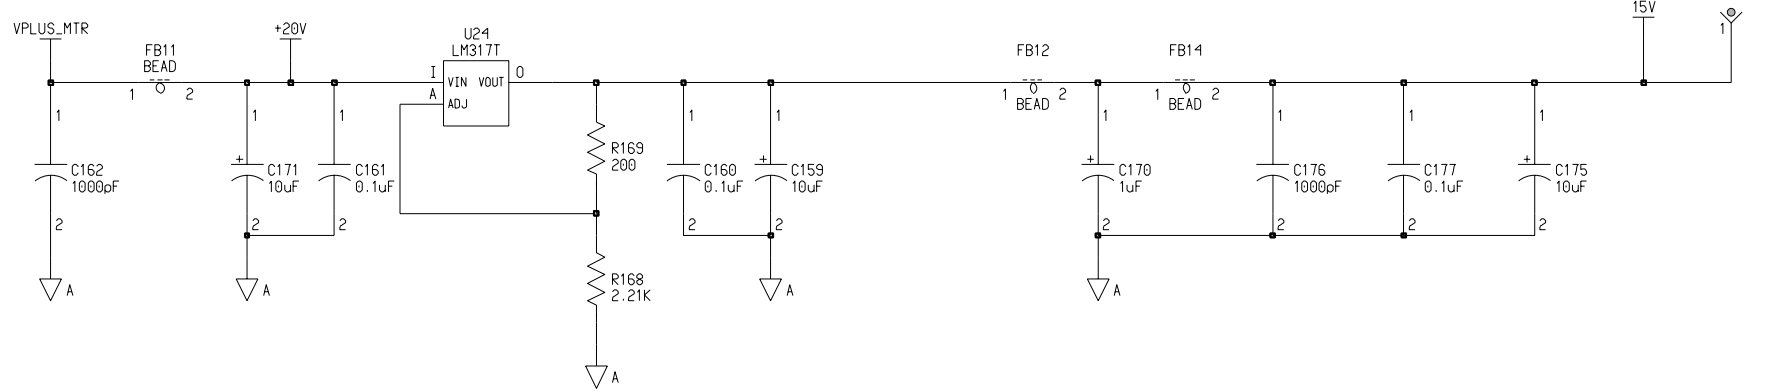 VPLUS_MTR
+20V
15V
1
U24
LM317T
FB11
BEAD
FB12
FB14
I
O
VIN VOUT
A
ADJ
1
2
1
2
BEAD
1
2
BEAD
1
1
1
1
1
1
1
1
1
C162
1000pF
C171
10uF
C161
0.1uF
R169
200
C160
0.1uF
C159
10uF
C170
1uF
C176
1000pF
C177
0.1uF
C175
10uF
2
2
2
2
2
2
2
2
2
A
A
R168
2.21K
A
A
A